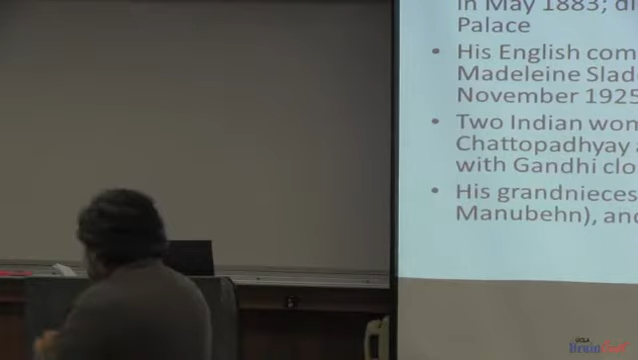 in May 1883; di
Palace
• His English com
Madeleine Slad
November 1925
• Two Indian wom
Chattopadhyay a
with Gandhi clo
• His grandnieces
Manubehn), and
UCLA